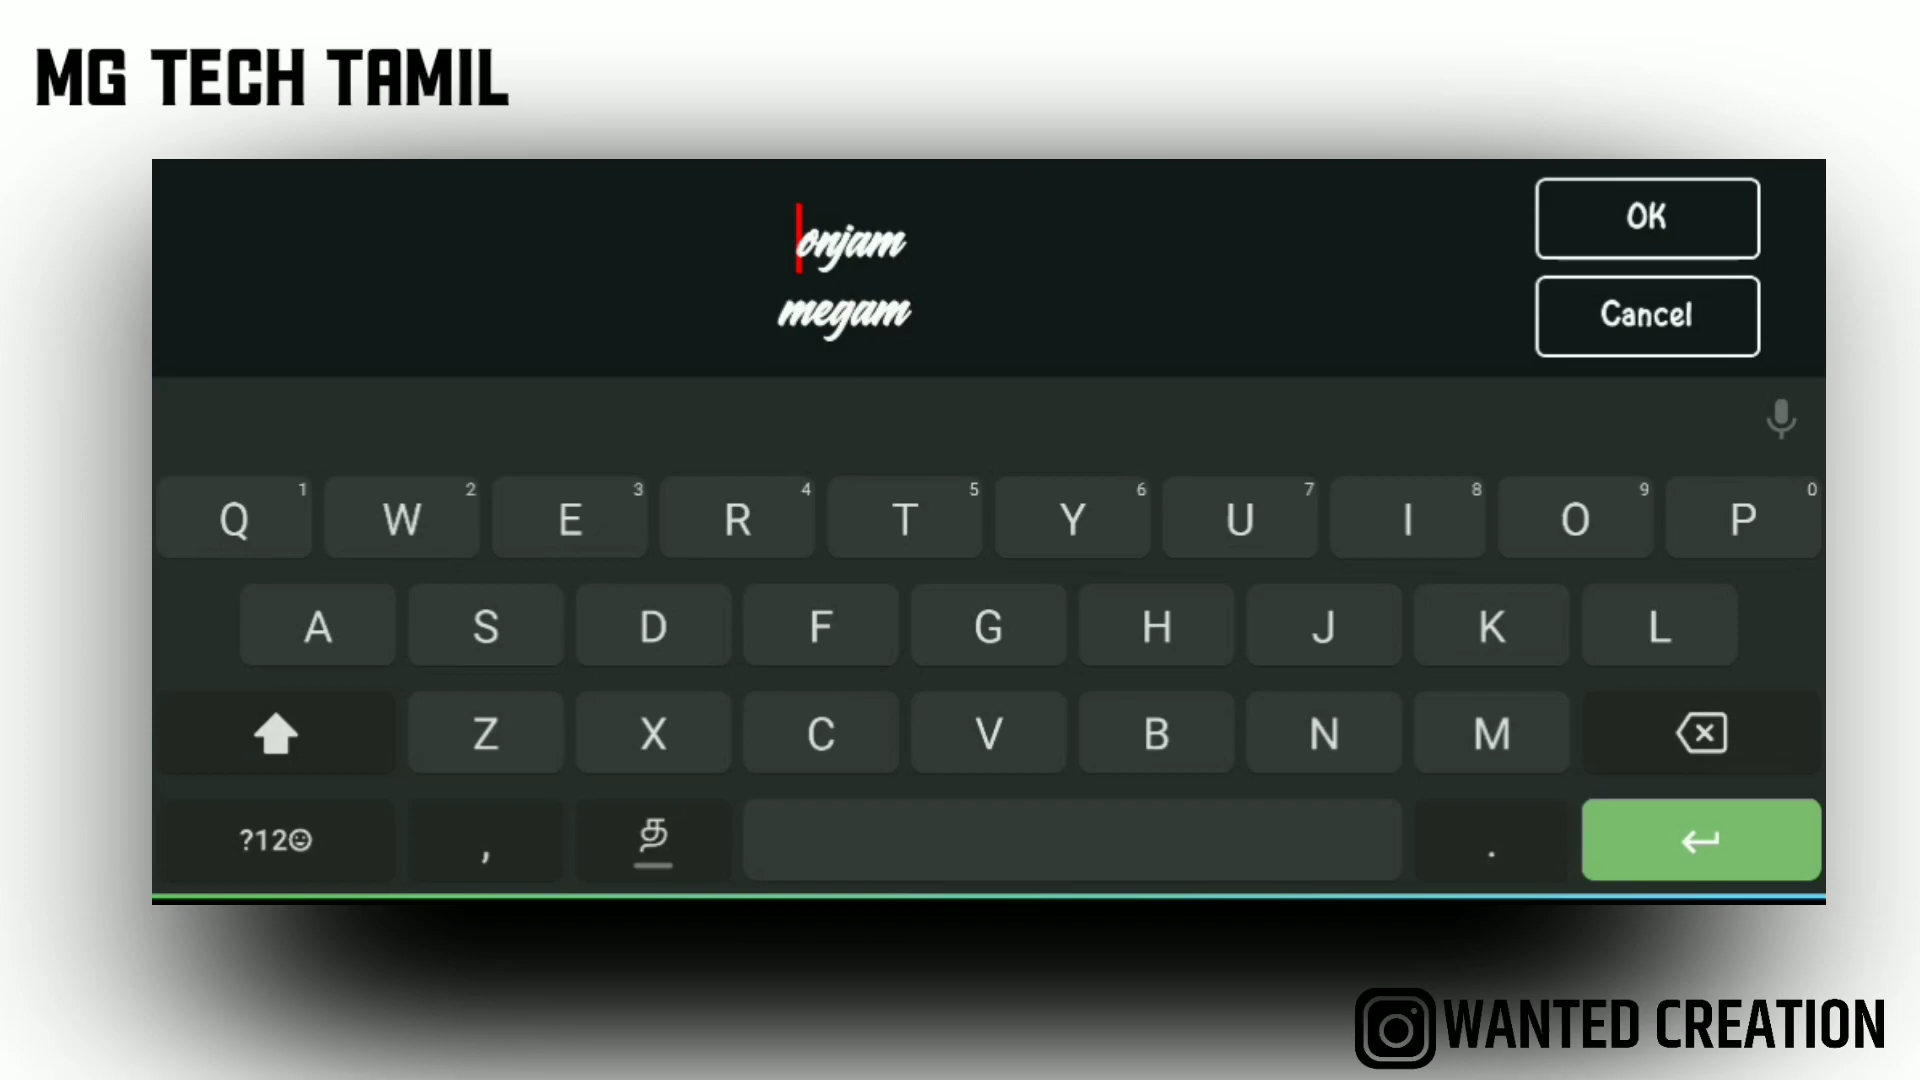 MG TECH TAMIL
onjam
megam
OK
Cancel
1 2 3 4 5 6 7 8 9 0
Q W E R T Y U I O P
A S D F G H J K L
Z X C V B N M
?12☺ , த .
WANTED CREATION